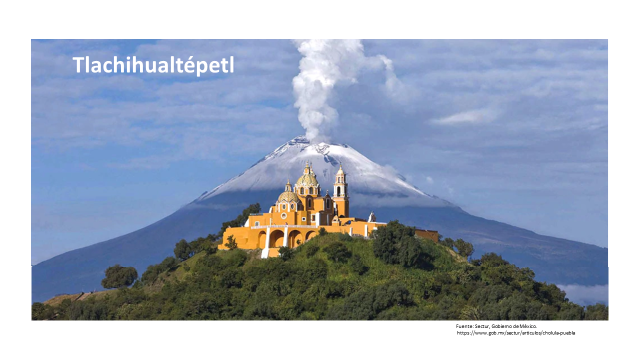 Tlachihualtépetl
Fuente: Sectur, Gobierno de México.
https://www.gob.mx/sectur/articulos/cholula-puebla